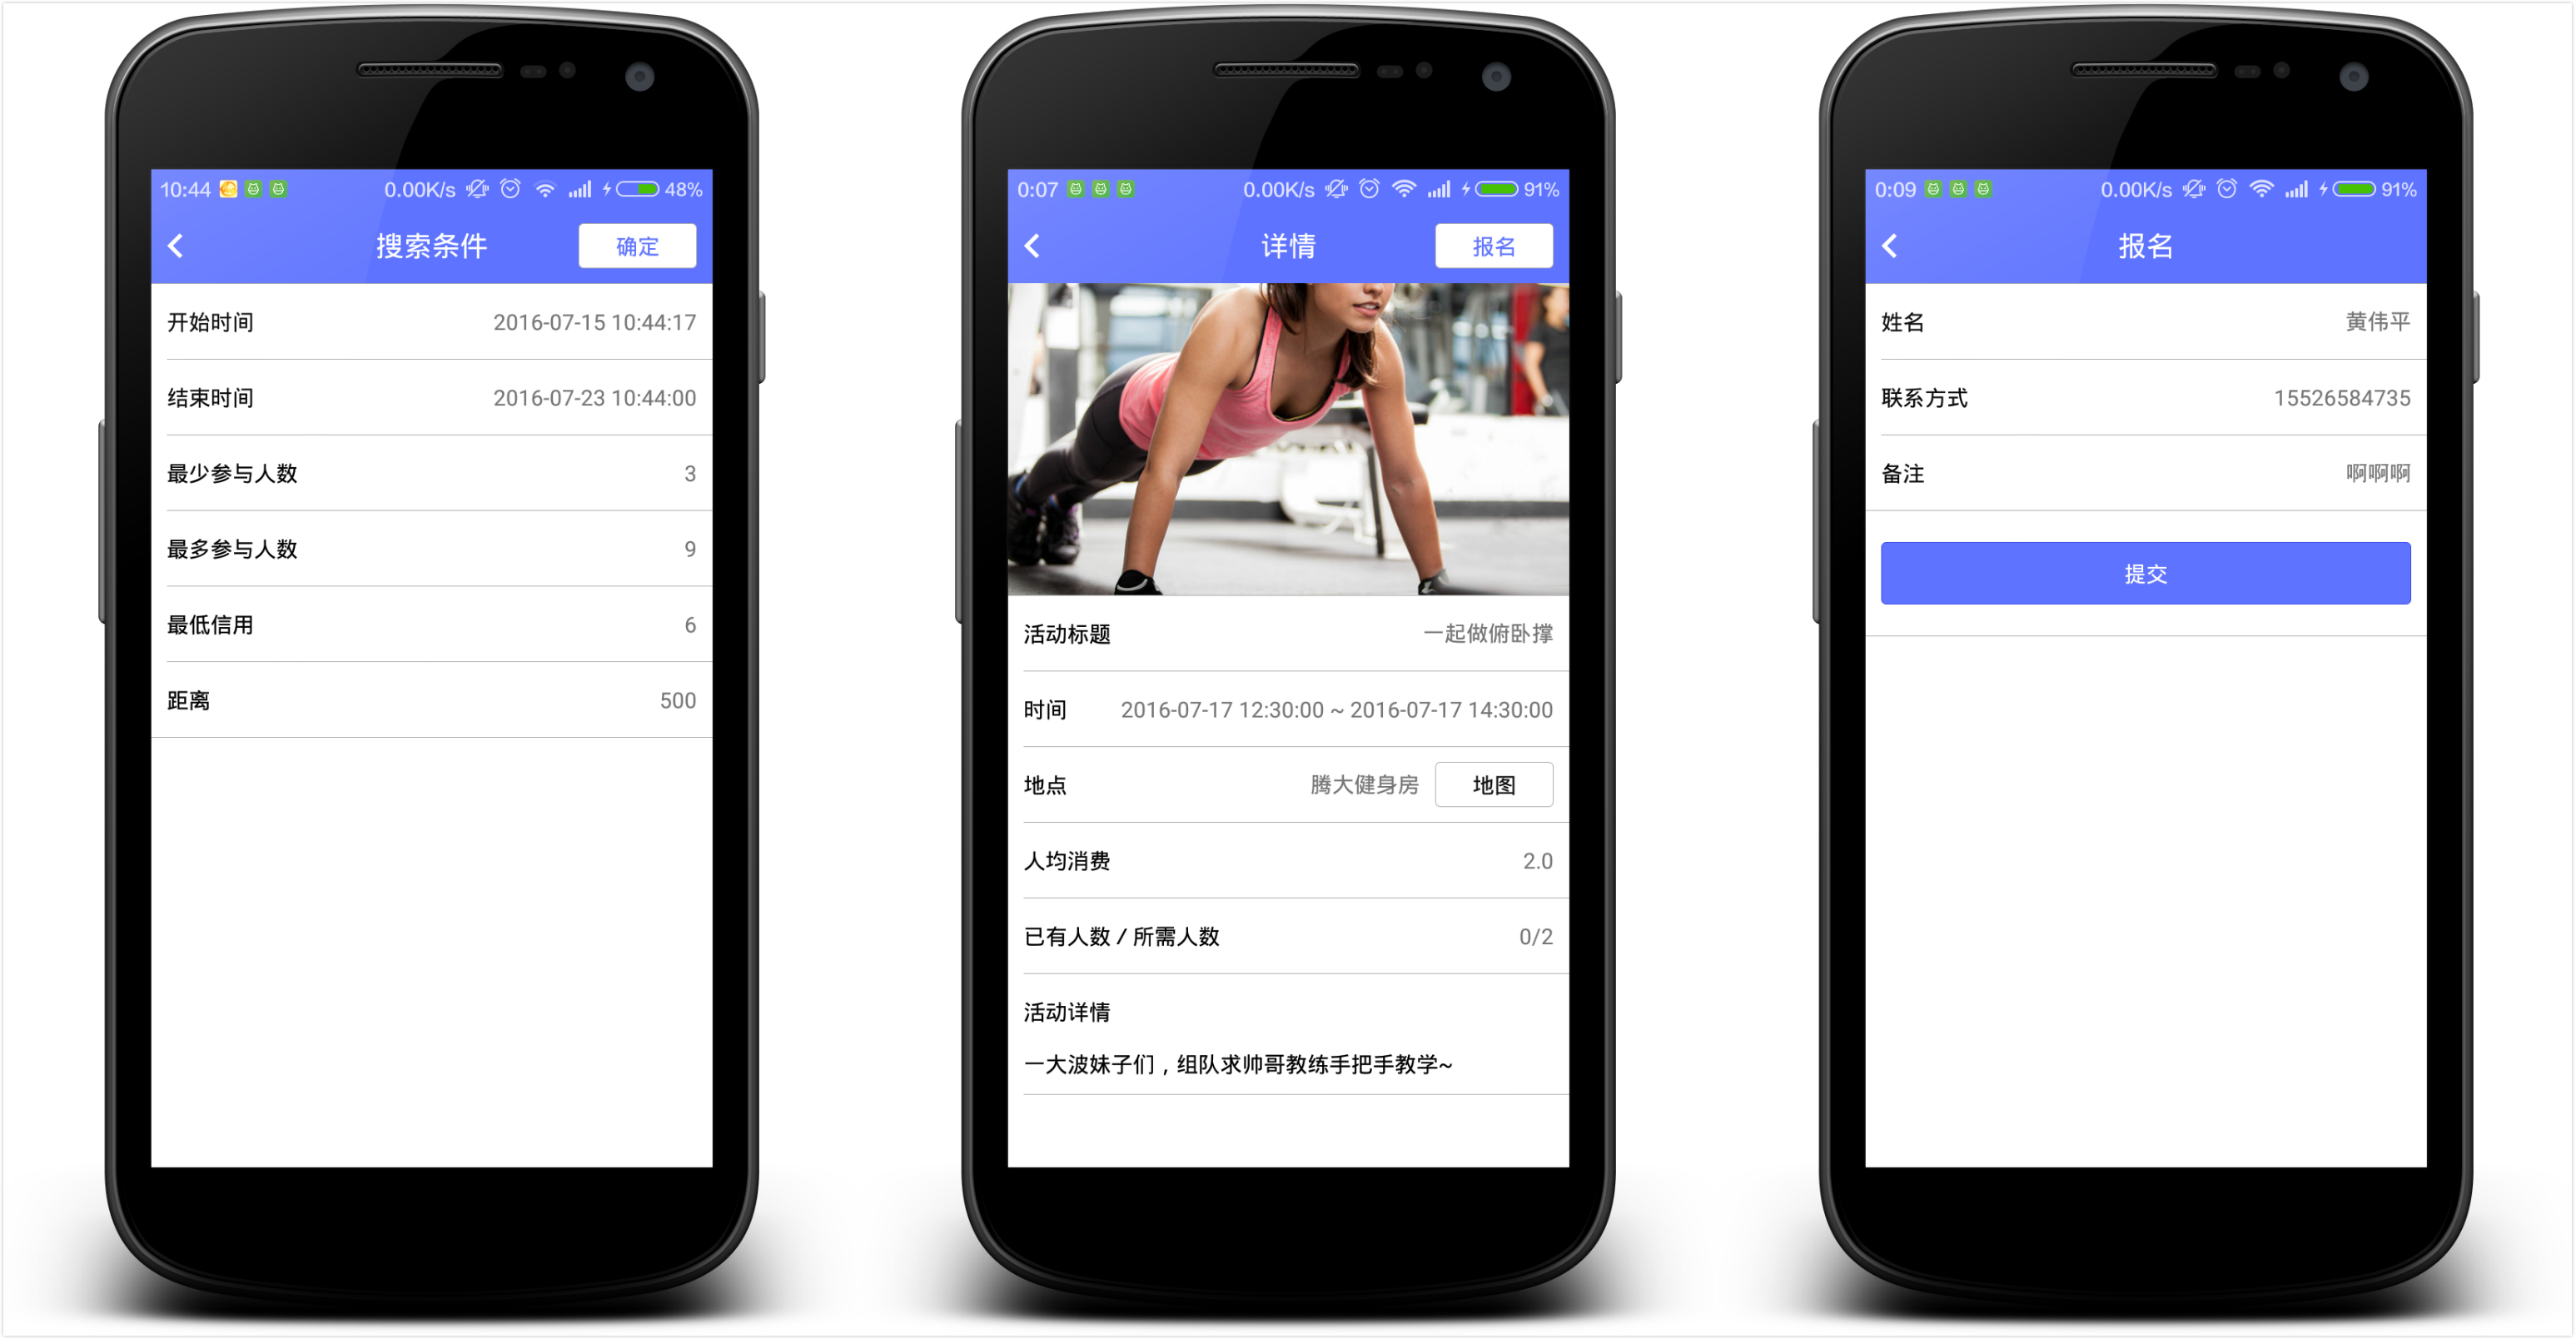 10:44 0.00K/s 48%
搜索条件 确定
开始时间 2016-07-15 10:44:17
结束时间 2016-07-23 10:44:00
最少参与人数 3
最多参与人数 9
最低信用 6
距离 500
0:07 0.00K/s 91%
详情 报名
活动标题 一起做俯卧撑
时间 2016-07-17 12:30:00 ~ 2016-07-17 14:30:00
地点 腾大健身房 地图
人均消费 2.0
已有人数 / 所需人数 0/2
活动详情
一大波妹子们，组队求帅哥教练手把手教学~
0:09 0.00K/s 91%
报名
姓名 黄伟平
联系方式 15526584735
备注 啊啊啊
提交